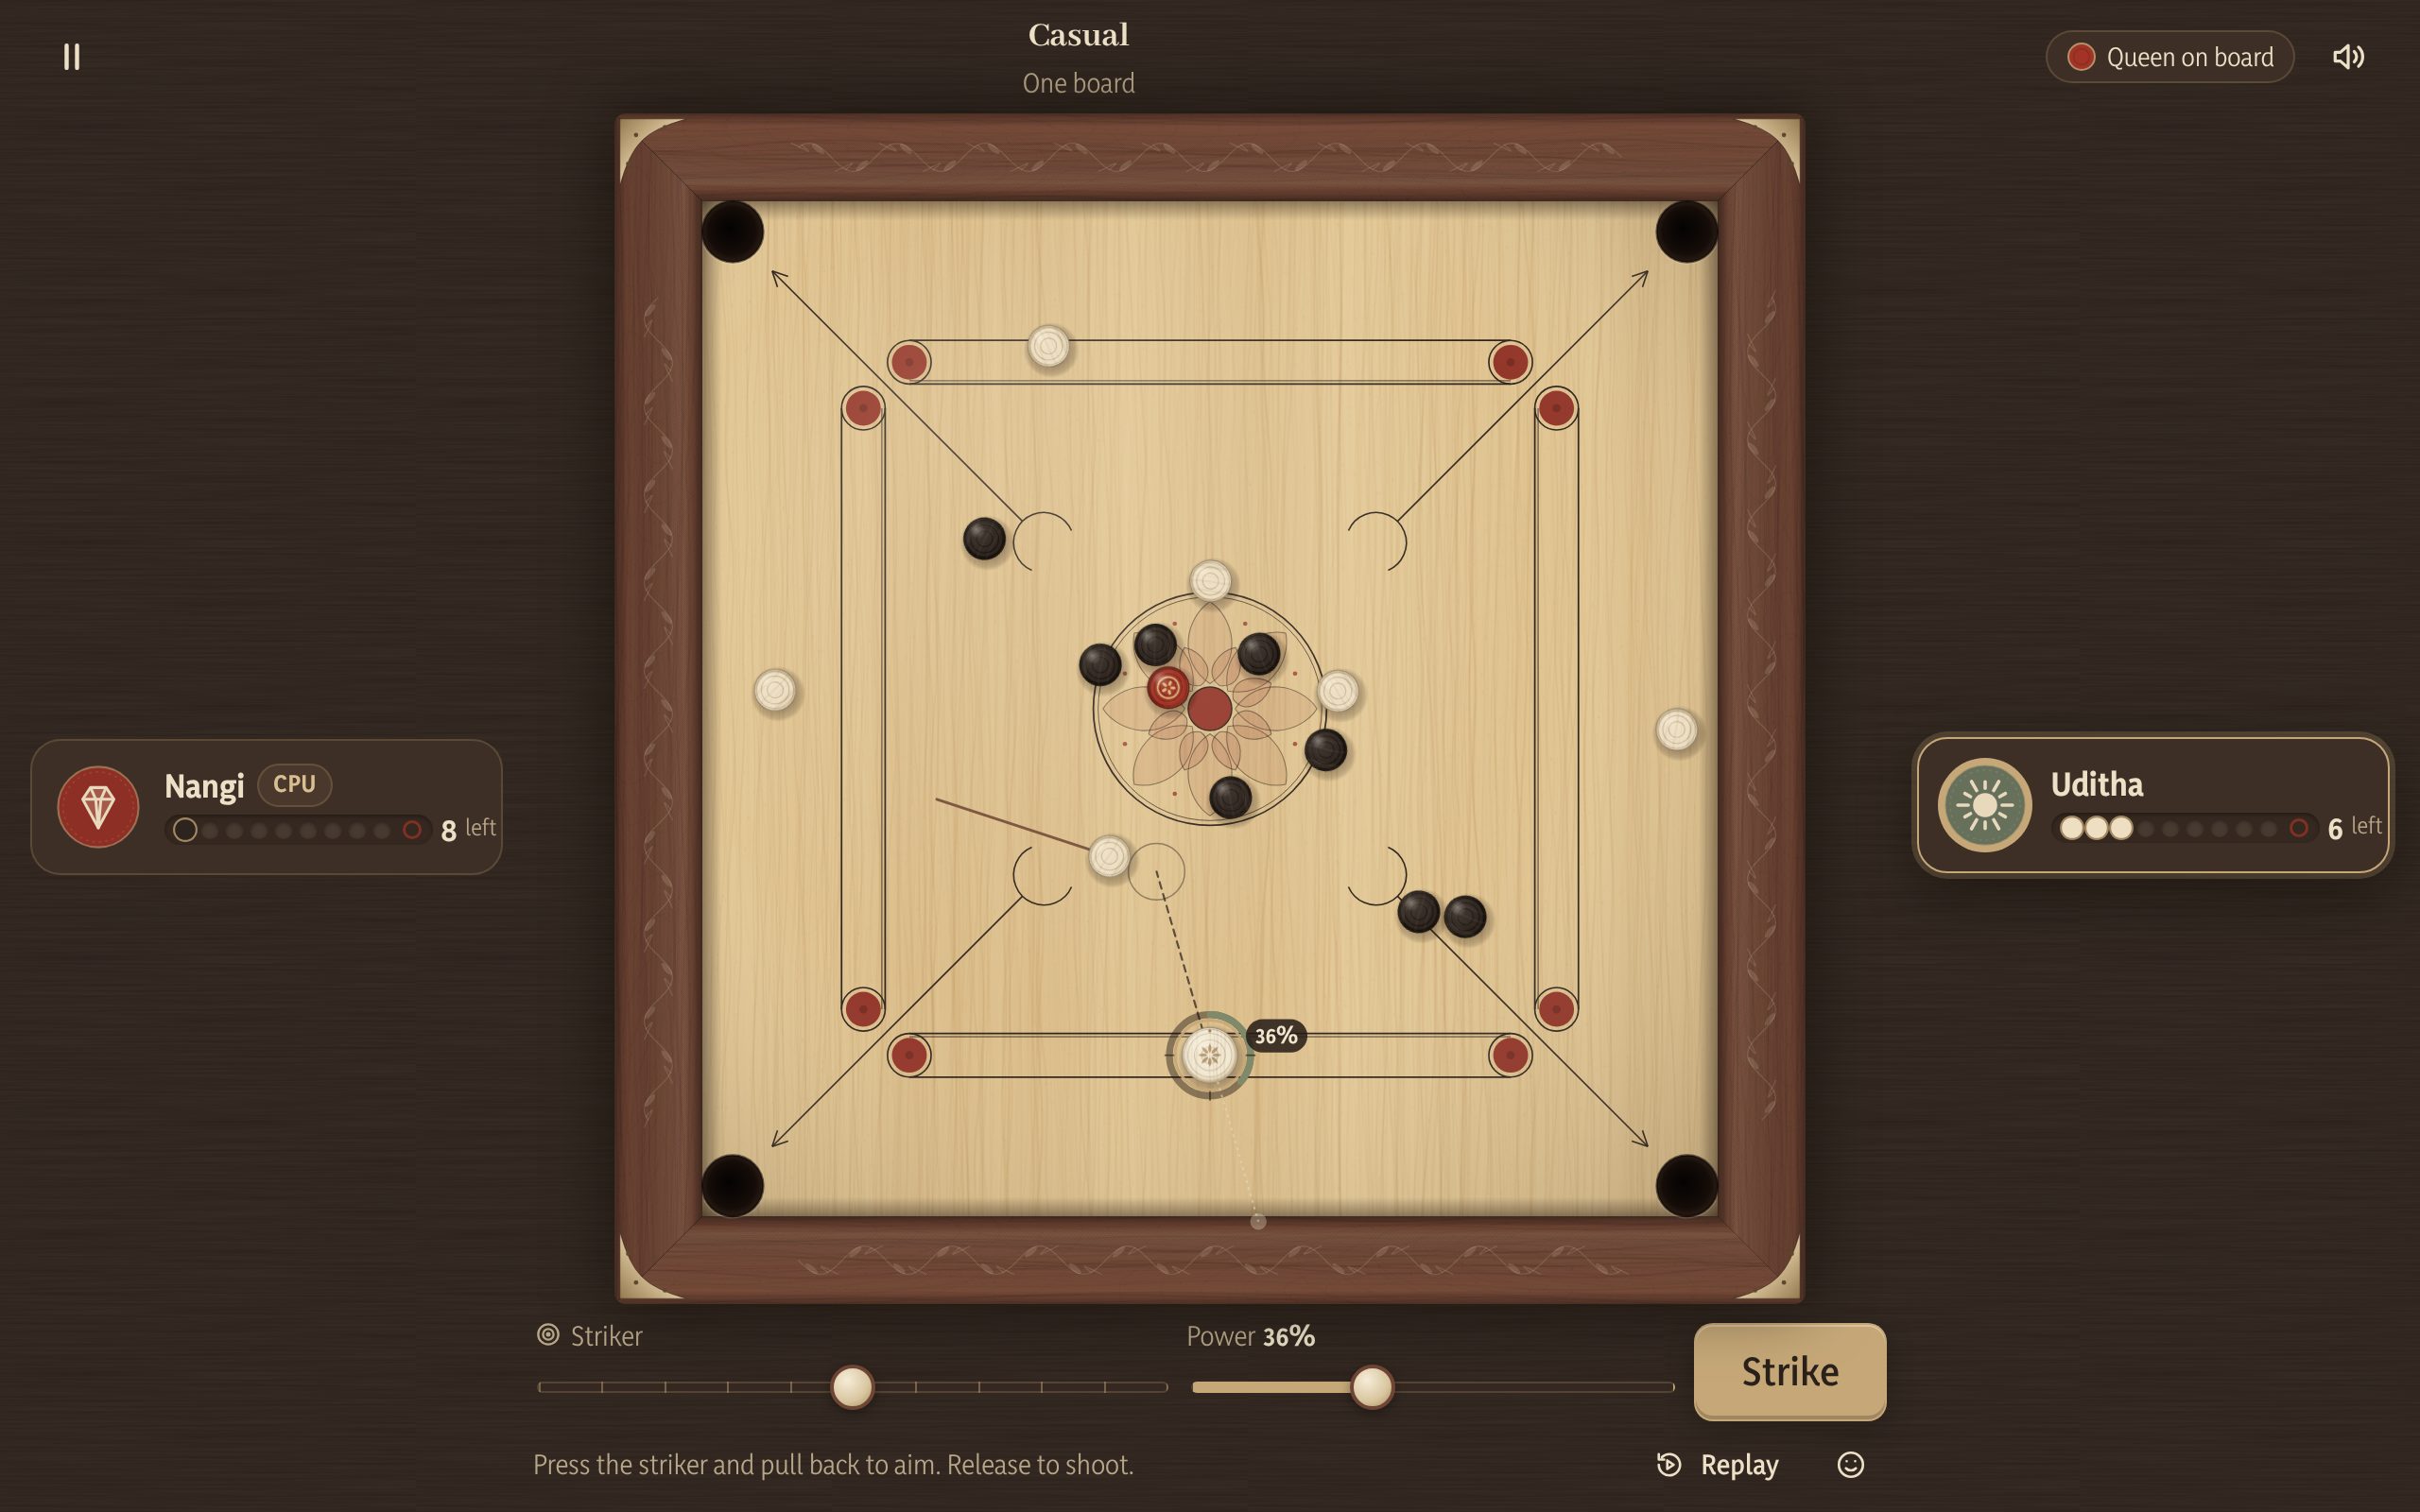 Casual
One board
Queen on board
Nangi CPU
8 left
Uditha
6 left
36%
Striker
Power 36%
Strike
Press the striker and pull back to aim. Release to shoot.
Replay